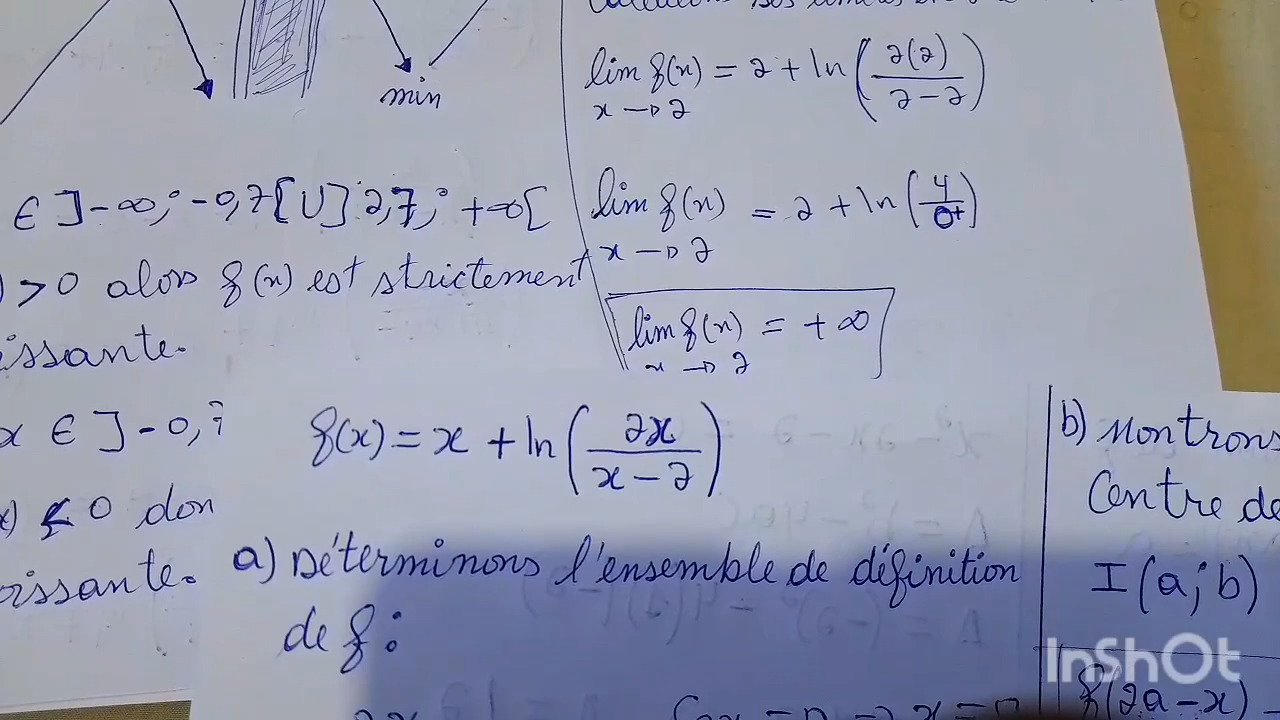 min
∈ ]-∞; -0,7[ U ]2,7; +∞[
) > 0 alors f(x) est strictement
issante.
x ∈ ]-0,7
x) < 0 don
oissante.
lim f(x) = 2 + ln(2(2)/(2-2))
x → 2
lim f(x) = 2 + ln(4/0⁺)
x → 2
lim f(x) = +∞
x → 2
f(x) = x + ln(2x/(x-2))
a) Déterminons l'ensemble de définition
de f :
b) Montrons
Centre de
I(a; b)
f(2a-x)
InShOt